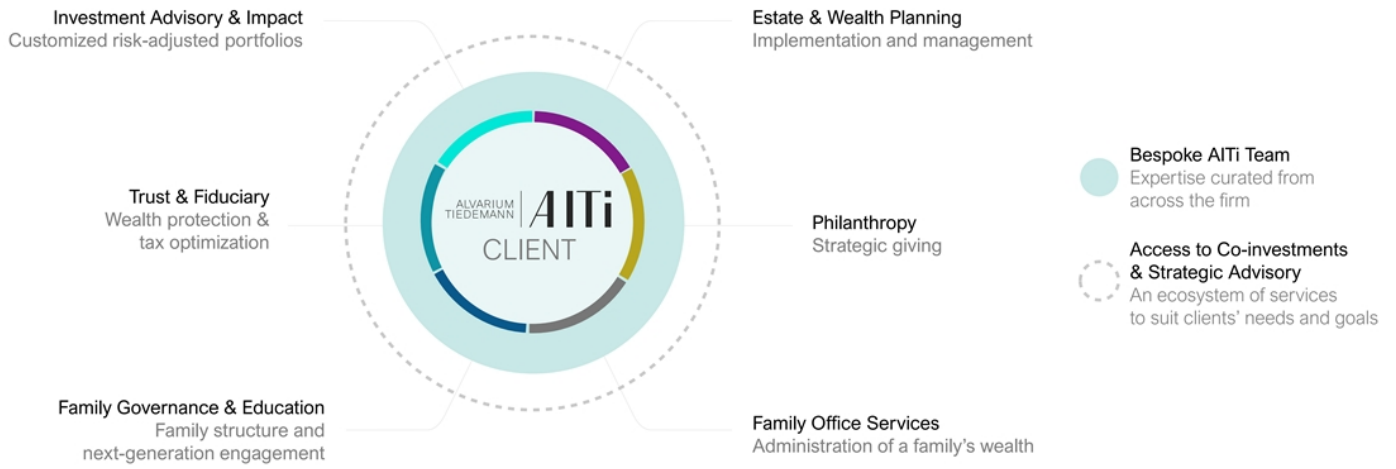 Investment Advisory & Impact
Customized risk-adjusted portfolios
Estate & Wealth Planning
Implementation and management
Trust & Fiduciary
Wealth protection &
tax optimization
ALVARIUM
TIEDEMANN
AlTi
CLIENT
Philanthropy
Strategic giving
Family Governance & Education
Family structure and
next-generation engagement
Family Office Services
Administration of a family's wealth
Bespoke AlTi Team
Expertise curated from
across the firm
Access to Co-investments
& Strategic Advisory
An ecosystem of services
to suit clients' needs and goals